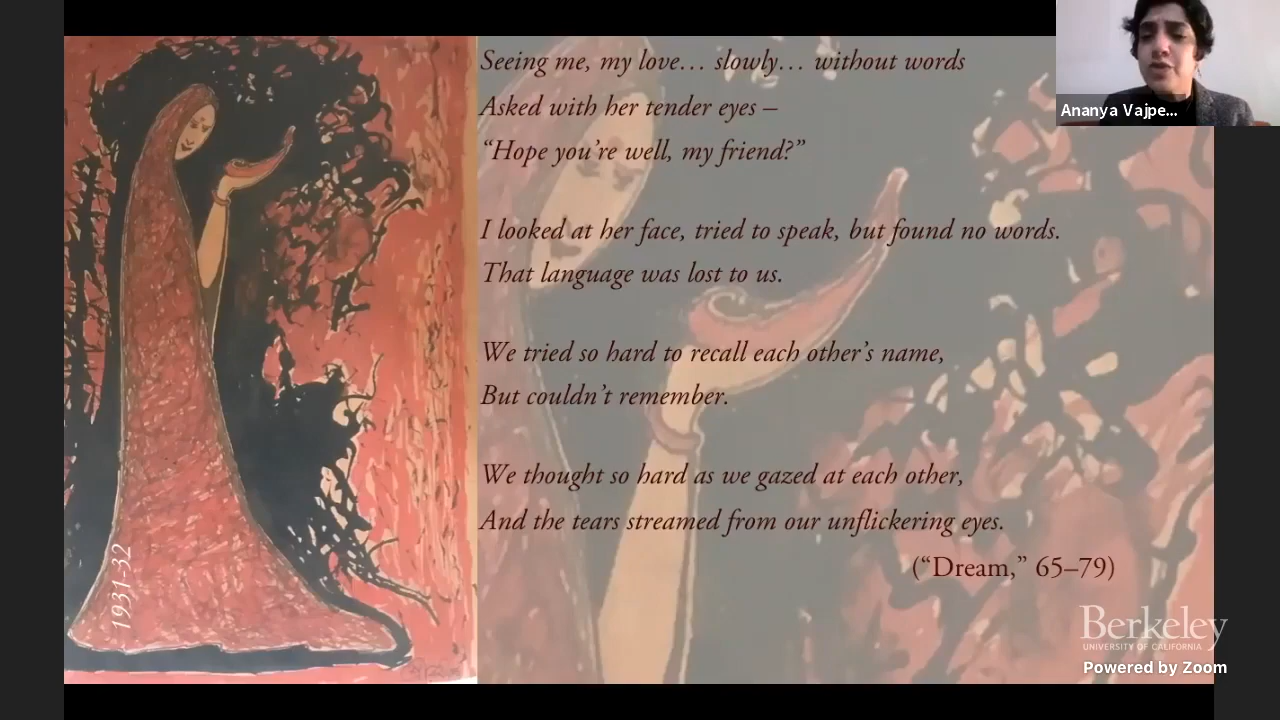 Seeing me, my love… slowly… without words
Asked with her tender eyes –
“Hope you’re well, my friend?”
I looked at her face, tried to speak, but found no words.
That language was lost to us.
We tried so hard to recall each other’s name,
But couldn’t remember.
We thought so hard as we gazed at each other,
And the tears streamed from our unflickering eyes.
(“Dream,” 65–79)
1931-32
Ananya Vajpe...
Berkeley
UNIVERSITY OF CALIFORNIA
Powered by Zoom